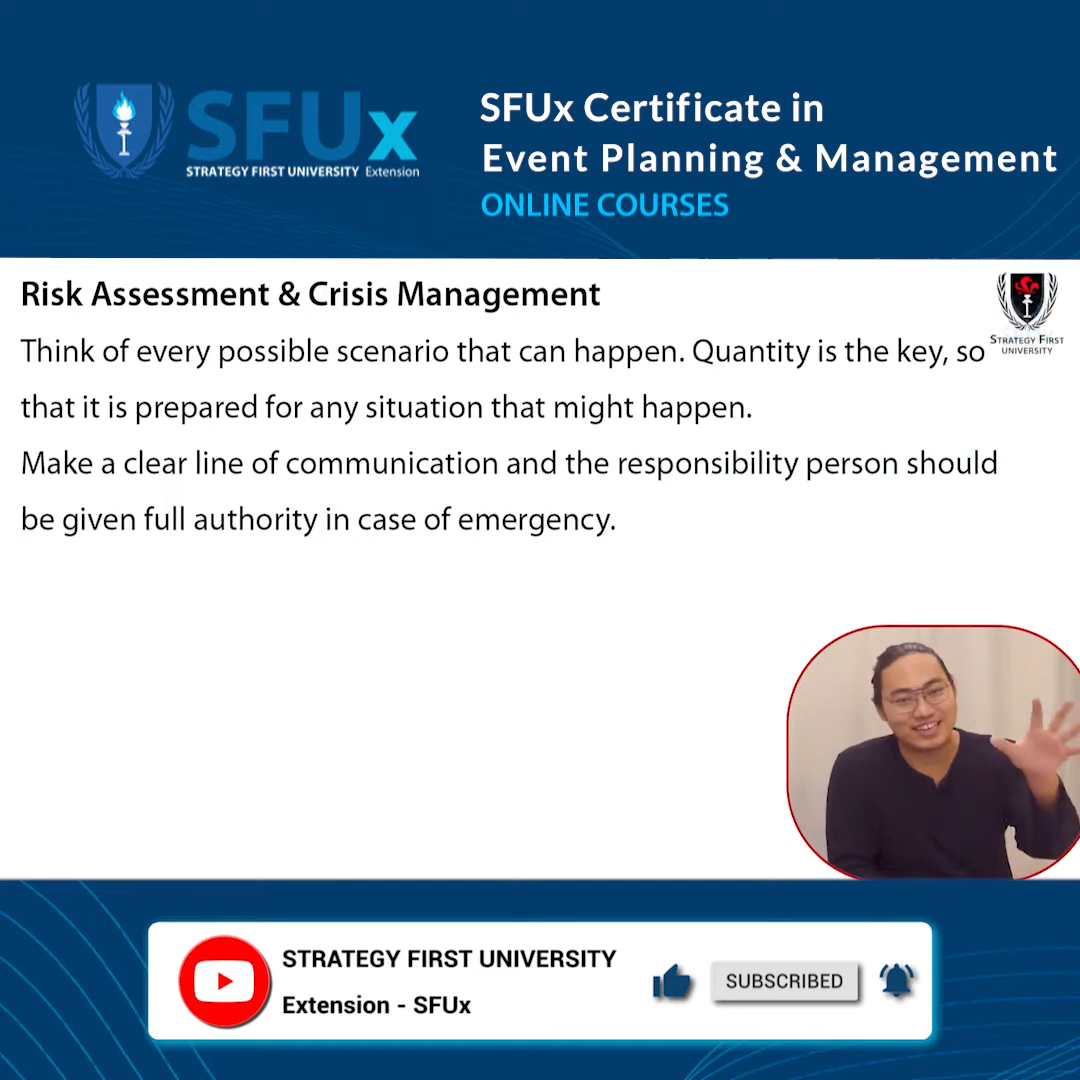 SFUx
STRATEGY FIRST UNIVERSITY Extension
SFUx Certificate in
Event Planning & Management
ONLINE COURSES
Risk Assessment & Crisis Management
Think of every possible scenario that can happen. Quantity is the key, so
that it is prepared for any situation that might happen.
Make a clear line of communication and the responsibility person should
be given full authority in case of emergency.
STRATEGY FIRST
UNIVERSITY
STRATEGY FIRST UNIVERSITY
Extension - SFUx
SUBSCRIBED